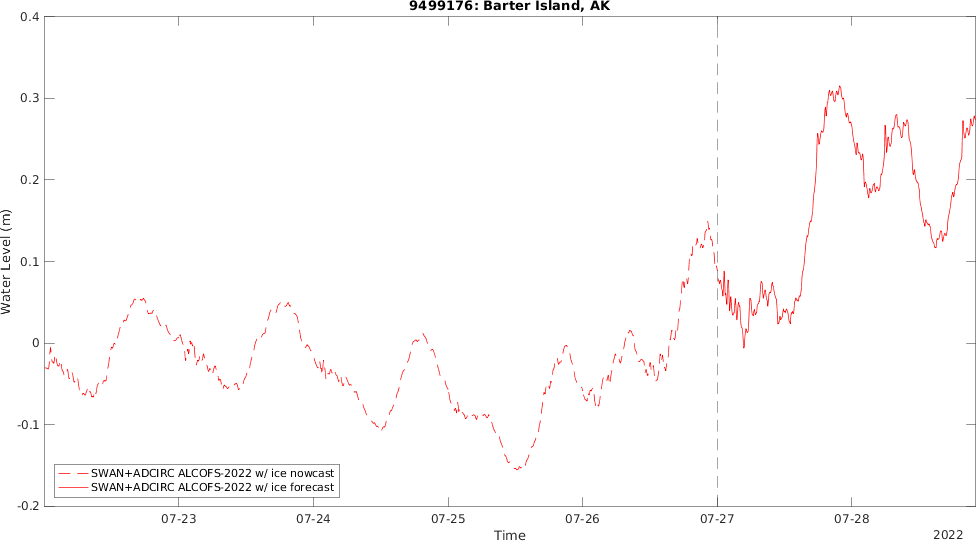 9499176: Barter Island, AK
0.4
0.3
0.2
0.1
0
-0.1
-0.2
Water Level (m)
SWAN+ADCIRC ALCOFS-2022 w/ ice nowcast
SWAN+ADCIRC ALCOFS-2022 w/ ice forecast
07-23
07-24
07-25
07-26
07-27
07-28
Time
2022